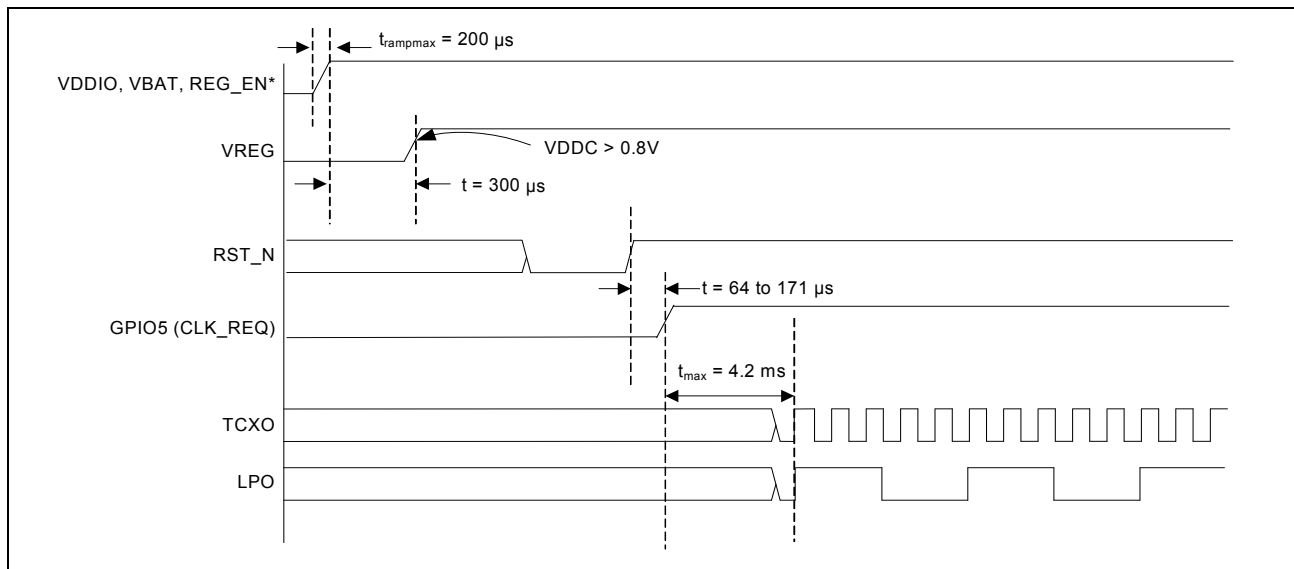 t_rampmax = 200 µs
VDDIO, VBAT, REG_EN*
VREG
VDDC > 0.8V
t = 300 µs
RST_N
t = 64 to 171 µs
GPIO5 (CLK_REQ)
t_max = 4.2 ms
TCXO
LPO